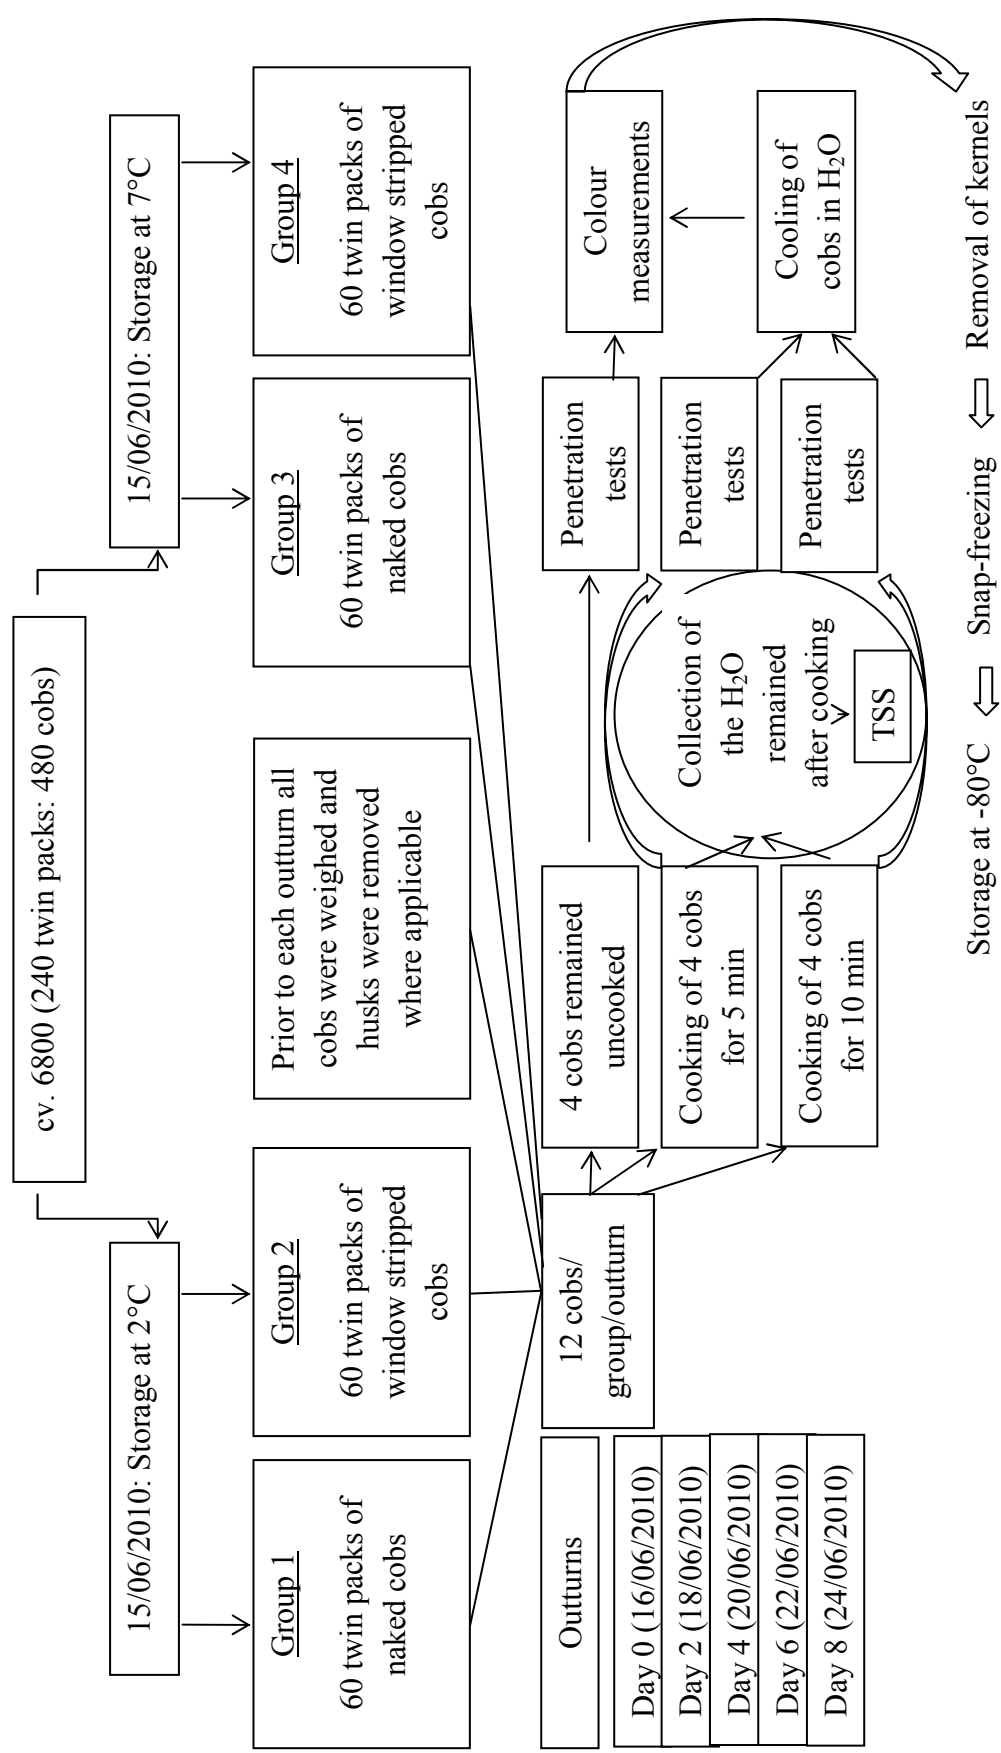 cv. 6800 (240 twin packs: 480 cobs)
15/06/2010: Storage at 2°C
15/06/2010: Storage at 7°C
Group 1
60 twin packs of
naked cobs
Group 2
60 twin packs of
window stripped
cobs
Prior to each outturn all
cobs were weighed and
husks were removed
where applicable
Group 3
60 twin packs of
naked cobs
Group 4
60 twin packs of
window stripped
cobs
Outturns
Day 0 (16/06/2010)
Day 2 (18/06/2010)
Day 4 (20/06/2010)
Day 6 (22/06/2010)
Day 8 (24/06/2010)
12 cobs/
group/outturn
4 cobs remained
uncooked
Cooking of 4 cobs
for 5 min
Cooking of 4 cobs
for 10 min
Collection of
the H₂O
remained
after cooking
TSS
Penetration
tests
Penetration
tests
Penetration
tests
Colour
measurements
Cooling of
cobs in H₂O
Storage at -80°C Snap-freezing Removal of kernels